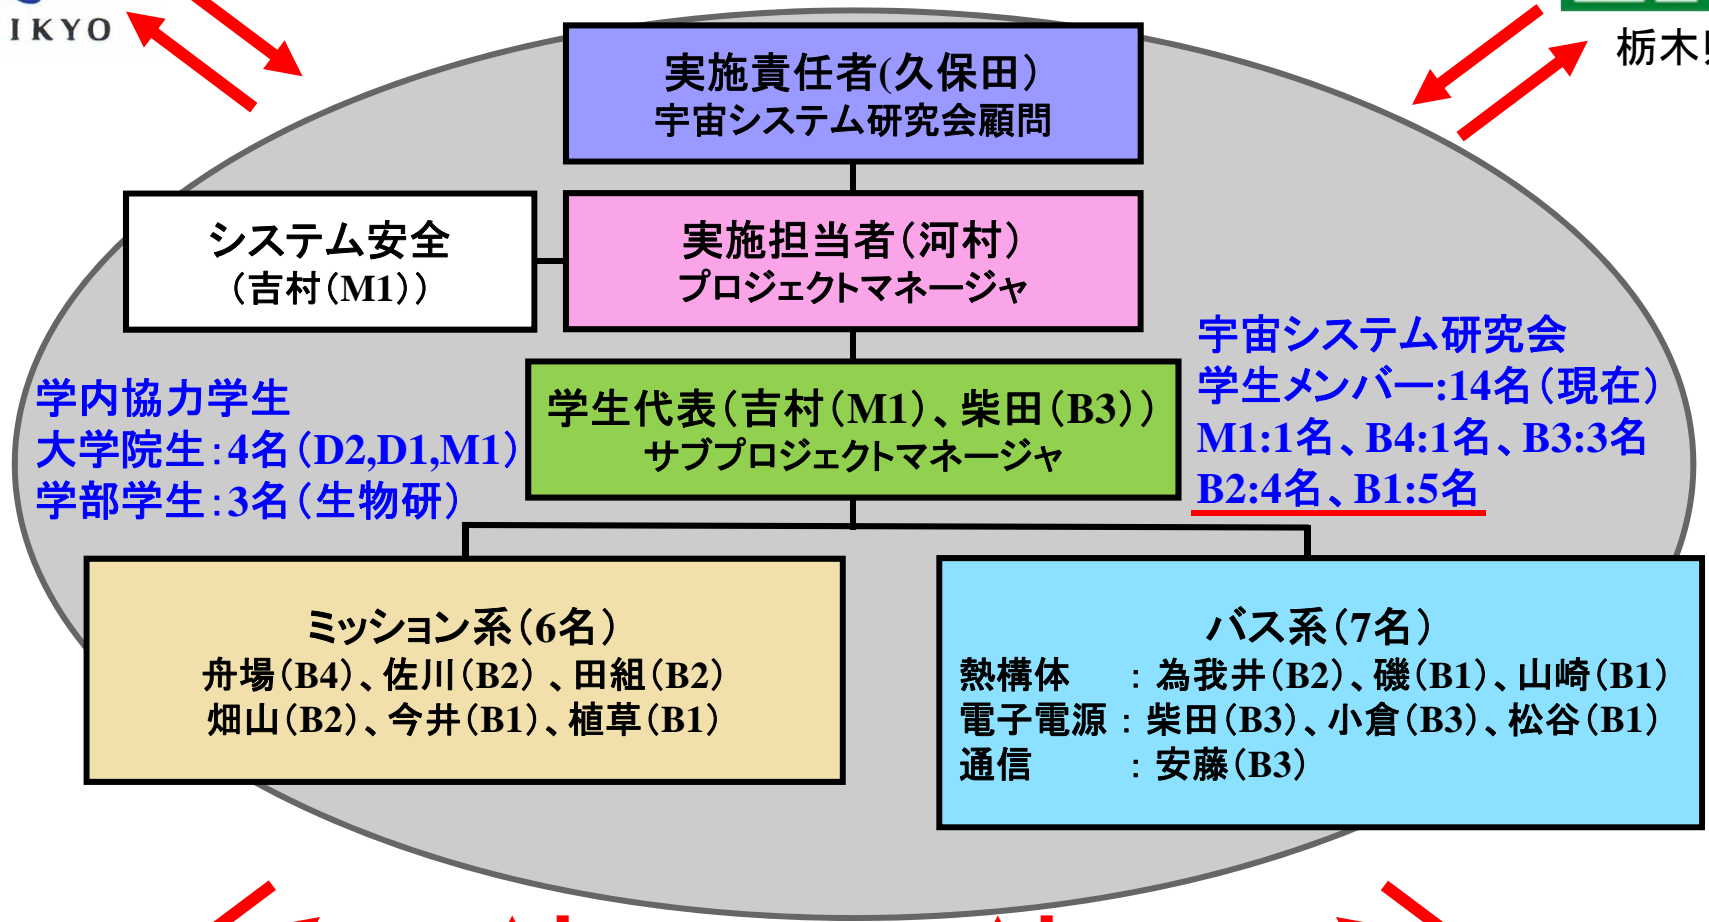 IKYO
栃木
実施責任者(久保田)
宇宙システム研究会顧問
システム安全
(吉村(M1))
実施担当者(河村)
プロジェクトマネージャ
宇宙システム研究会
学生メンバー:14名(現在)
M1:1名、B4:1名、B3:3名
B2:4名、B1:5名
学内協力学生
大学院生:4名(D2,D1,M1)
学部学生:3名(生物研)
学生代表(吉村(M1)、柴田(B3))
サブプロジェクトマネージャ
ミッション系(6名)
舟場(B4)、佐川(B2)、田組(B2)
畑山(B2)、今井(B1)、植草(B1)
バス系(7名)
熱構体 :為我井(B2)、磯(B1)、山崎(B1)
電子電源:柴田(B3)、小倉(B3)、松谷(B1)
通信 :安藤(B3)